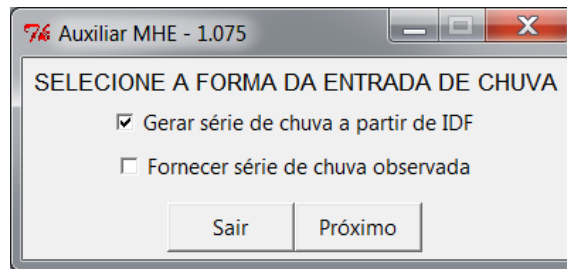 Auxiliar MHE - 1.075
SELECIONE A FORMA DA ENTRADA DE CHUVA
Gerar série de chuva a partir de IDF
Fornecer série de chuva observada
Sair Próximo